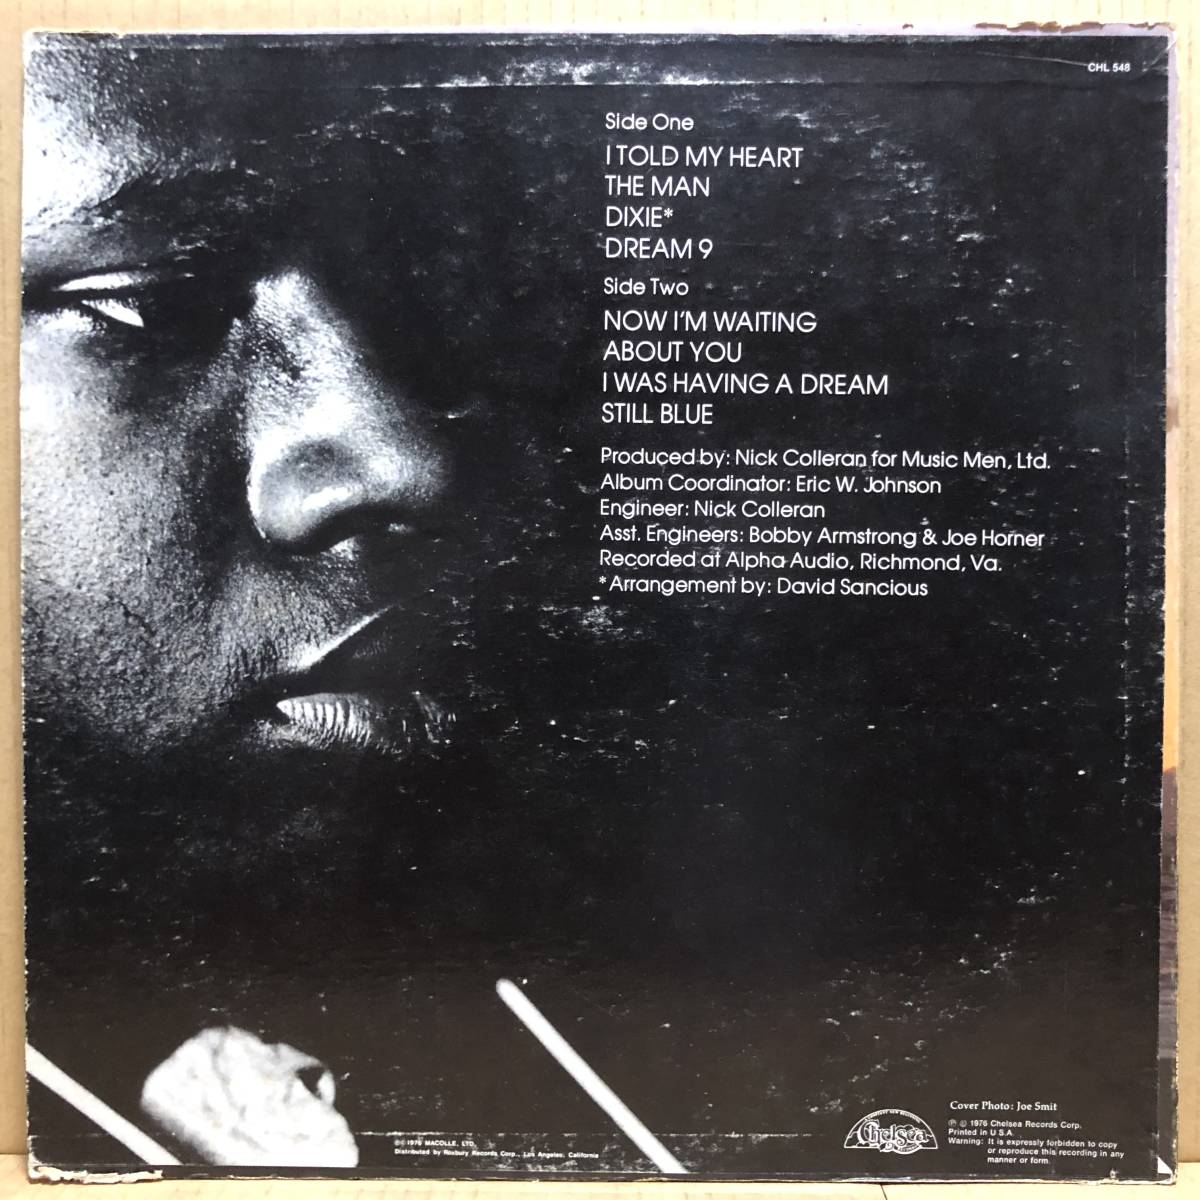 CHL 548
Side One
I TOLD MY HEART
THE MAN
DIXIE*
DREAM 9
Side Two
NOW I'M WAITING
ABOUT YOU
I WAS HAVING A DREAM
STILL BLUE
Produced by: Nick Colleran for Music Men, Ltd.
Album Coordinator: Eric W. Johnson
Engineer: Nick Colleran
Asst. Engineers: Bobby Armstrong & Joe Horner
Recorded at Alpha Audio, Richmond, Va.
*Arrangement by: David Sancious
© 1976 MACOLLE, LTD.
Distributed by Roxbury Records Corp., Los Angeles, California
Chelsea
Cover Photo: Joe Smit
℗ © 1976 Chelsea Records Corp.
Printed in U S A
Warning: It is expressly forbidden to copy
or reproduce this recording in any
manner or form.